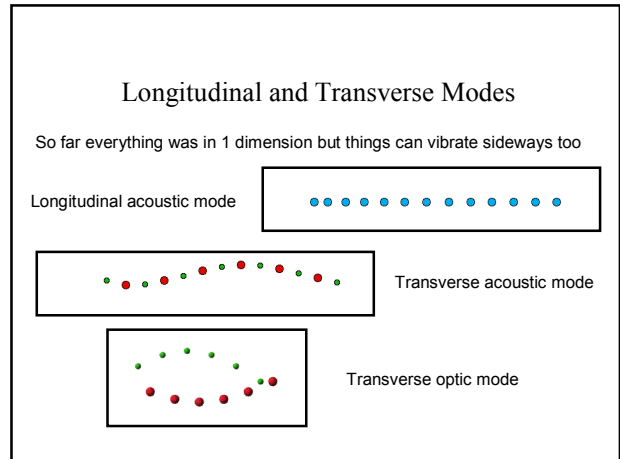 Longitudinal and Transverse Modes
So far everything was in 1 dimension but things can vibrate sideways too
Longitudinal acoustic mode
Transverse acoustic mode
Transverse optic mode